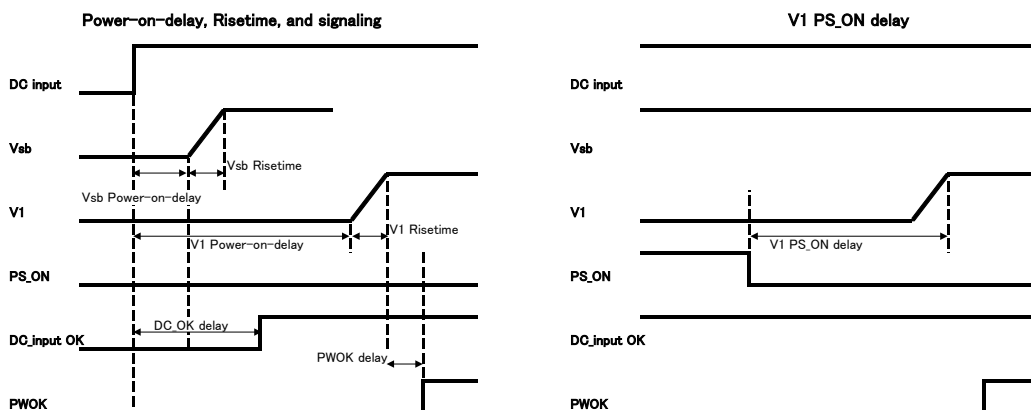 Power-on-delay, Risetime, and signaling
DC input
Vsb
Vsb Risetime
Vsb Power-on-delay
V1
V1 Risetime
V1 Power-on-delay
PS_ON
DC_OK delay
DC_input OK
PWOK delay
PWOK
V1 PS_ON delay
DC input
Vsb
V1
V1 PS_ON delay
PS_ON
DC_input OK
PWOK